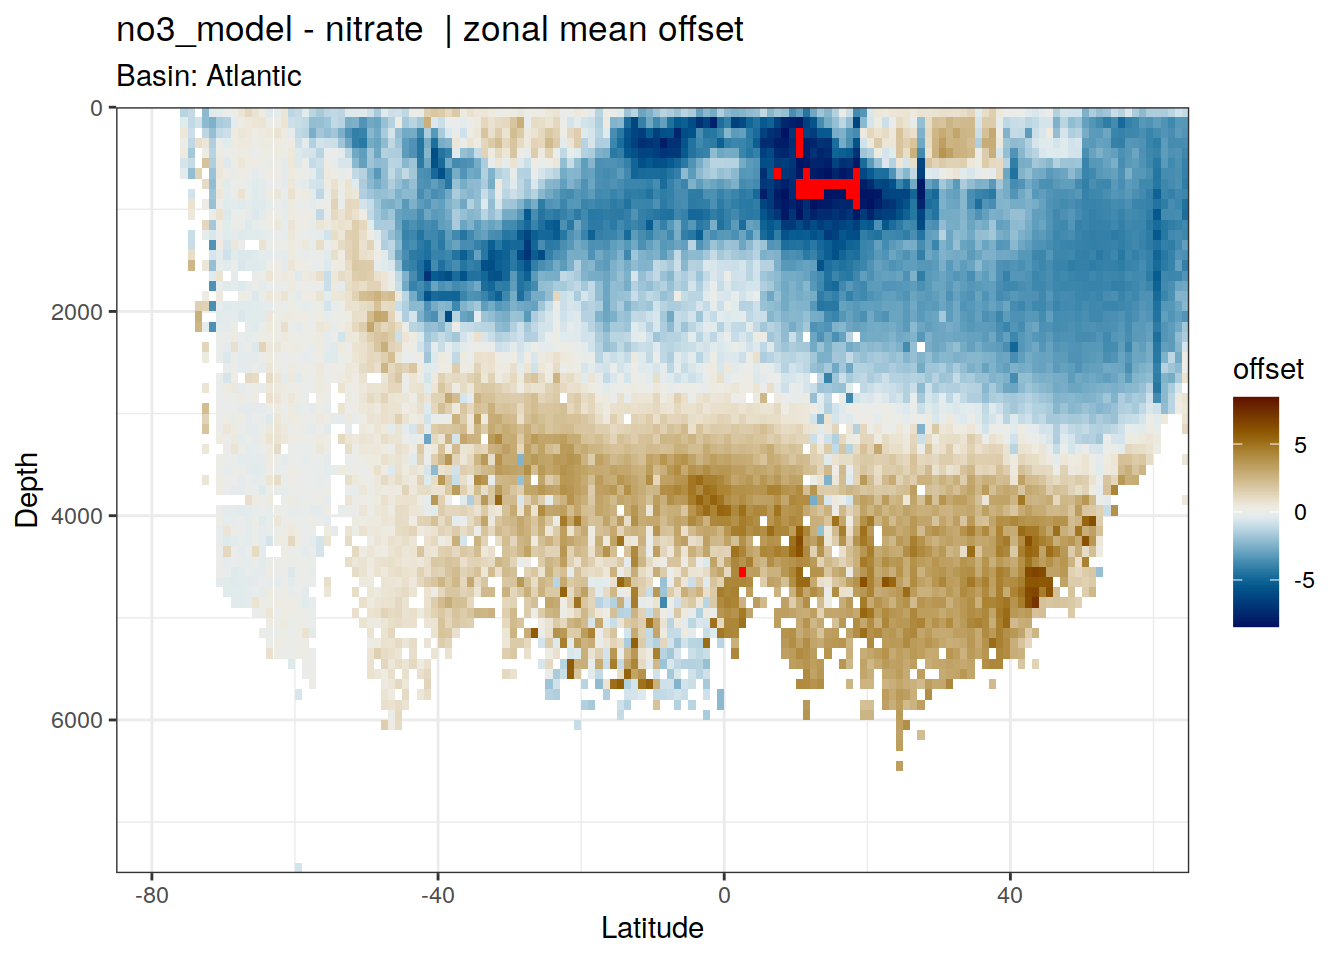 no3_model - nitrate  | zonal mean offset
Basin: Atlantic
0
2000
4000
6000
Depth
-80
-40
0
40
Latitude
offset
5
0
-5